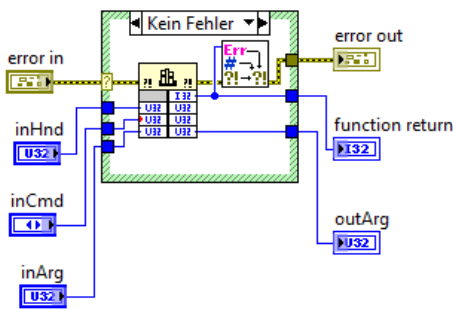 Kein Fehler
error in
error out
Err
#
?! ?!
?!
?!
?
I32
U32 U32
U32 U32
U32 U32
inHnd
U32
function return
I32
inCmd
outArg
U32
inArg
U32